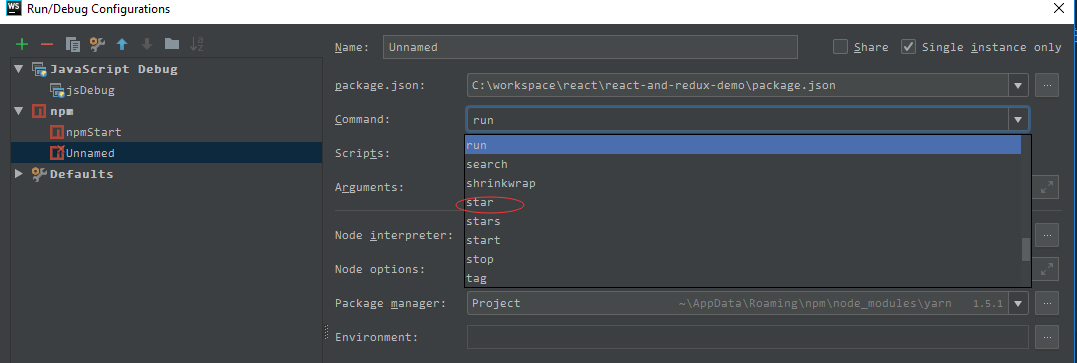 WS Run/Debug Configurations
Name: Unnamed Share Single instance only
JavaScript Debug
jsDebug
npm
npmStart
Unnamed
Defaults
package.json: C:\workspace\react\react-and-redux-demo\package.json ...
Command: run
run
Scripts:
search
shrinkwrap
Arguments:
star
stars
Node interpreter: start ...
stop
Node options:
tag
Package manager: Project ~\AppData\Roaming\npm\node_modules\yarn 1.5.1 ...
Environment: ...